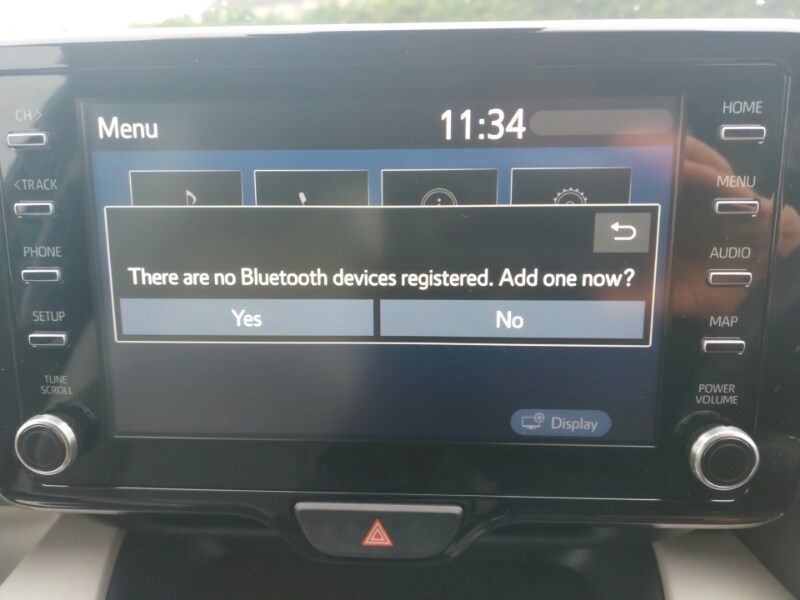 CH >
HOME
Menu
11:34
<TRACK
MENU
PHONE
AUDIO
There are no Bluetooth devices registered. Add one now?
Yes
No
SETUP
MAP
TUNE
SCROLL
POWER
VOLUME
Display